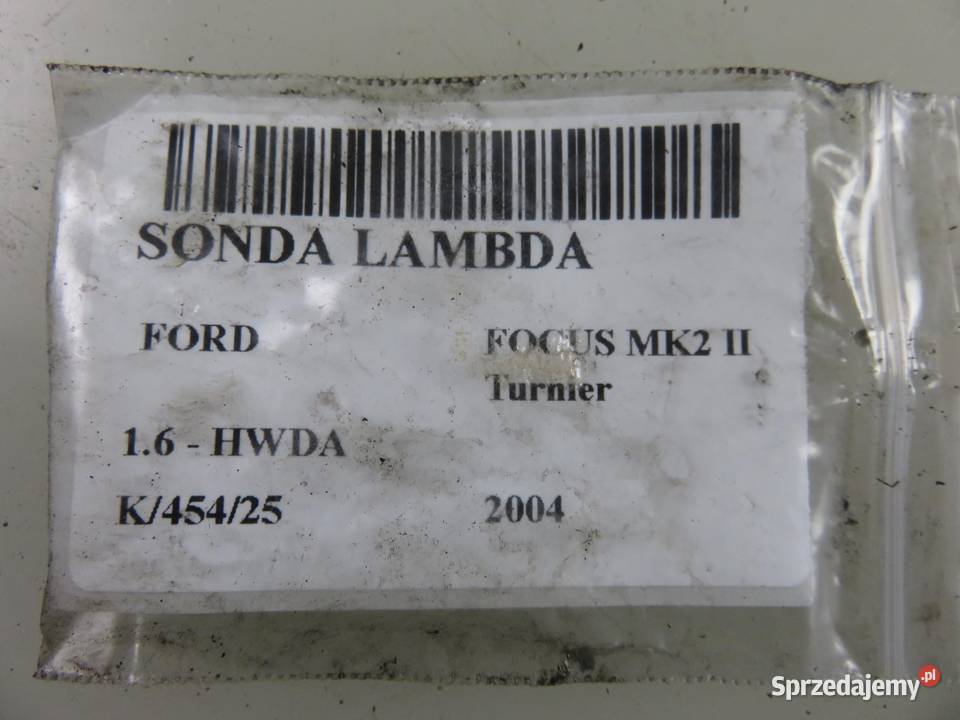 SONDA LAMBDA
FORD FOCUS MK2 II
Turnier
1.6 - HWDA
K/454/25 2004
Sprzedajemy.pl